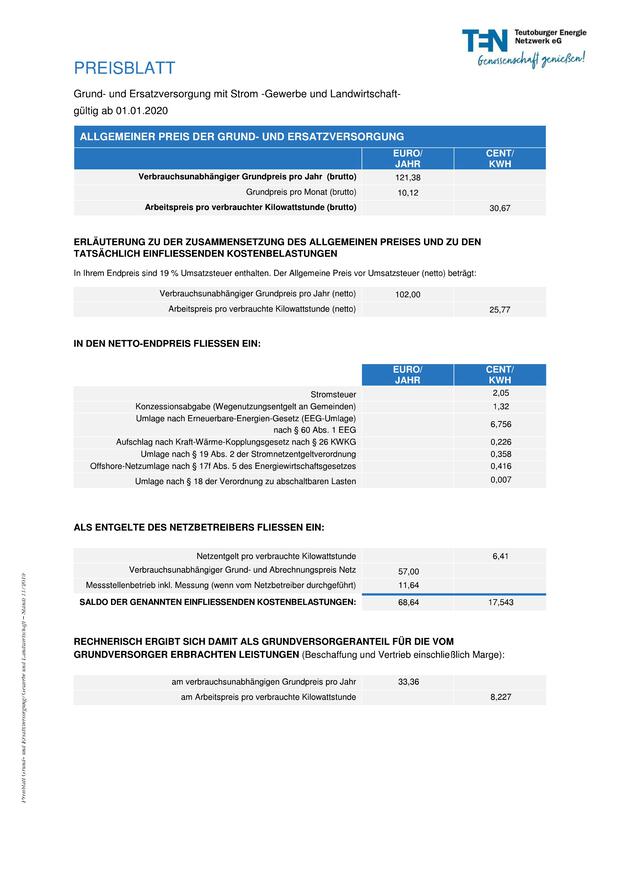 TEN Teutoburger Energie
Netzwerk eG
Genossenschaft genießen!
PREISBLATT
Grund- und Ersatzversorgung mit Strom -Gewerbe und Landwirtschaft-
gültig ab 01.01.2020
ALLGEMEINER PREIS DER GRUND- UND ERSATZVERSORGUNG
EURO/ JAHR CENT/ KWH
Verbrauchsunabhängiger Grundpreis pro Jahr (brutto) 121,38
Grundpreis pro Monat (brutto) 10,12
Arbeitspreis pro verbrauchter Kilowattstunde (brutto) 30,67
ERLÄUTERUNG ZU DER ZUSAMMENSETZUNG DES ALLGEMEINEN PREISES UND ZU DEN
TATSÄCHLICH EINFLIESSENDEN KOSTENBELASTUNGEN
In Ihrem Endpreis sind 19 % Umsatzsteuer enthalten. Der Allgemeine Preis vor Umsatzsteuer (netto) beträgt:
Verbrauchsunabhängiger Grundpreis pro Jahr (netto) 102,00
Arbeitspreis pro verbrauchte Kilowattstunde (netto) 25,77
IN DEN NETTO-ENDPREIS FLIESSEN EIN:
EURO/ JAHR CENT/ KWH
Stromsteuer 2,05
Konzessionsabgabe (Wegenutzungsentgelt an Gemeinden) 1,32
Umlage nach Erneuerbare-Energien-Gesetz (EEG-Umlage)
nach § 60 Abs. 1 EEG 6,756
Aufschlag nach Kraft-Wärme-Kopplungsgesetz nach § 26 KWKG 0,226
Umlage nach § 19 Abs. 2 der Stromnetzentgeltverordnung 0,358
Offshore-Netzumlage nach § 17f Abs. 5 des Energiewirtschaftsgesetzes 0,416
Umlage nach § 18 der Verordnung zu abschaltbaren Lasten 0,007
ALS ENTGELTE DES NETZBETREIBERS FLIESSEN EIN:
Netzentgelt pro verbrauchte Kilowattstunde 6,41
Verbrauchsunabhängiger Grund- und Abrechnungspreis Netz 57,00
Messstellenbetrieb inkl. Messung (wenn vom Netzbetreiber durchgeführt) 11,64
SALDO DER GENANNTEN EINFLIESSENDEN KOSTENBELASTUNGEN: 68,64 17,543
RECHNERISCH ERGIBT SICH DAMIT ALS GRUNDVERSORGERANTEIL FÜR DIE VOM
GRUNDVERSORGER ERBRACHTEN LEISTUNGEN (Beschaffung und Vertrieb einschließlich Marge):
am verbrauchsunabhängigen Grundpreis pro Jahr 33,36
am Arbeitspreis pro verbrauchte Kilowattstunde 8,227
Preisblatt Grund- und Ersatzversorgung Gewerbe und Landwirtschaft – Stand: 11/2019